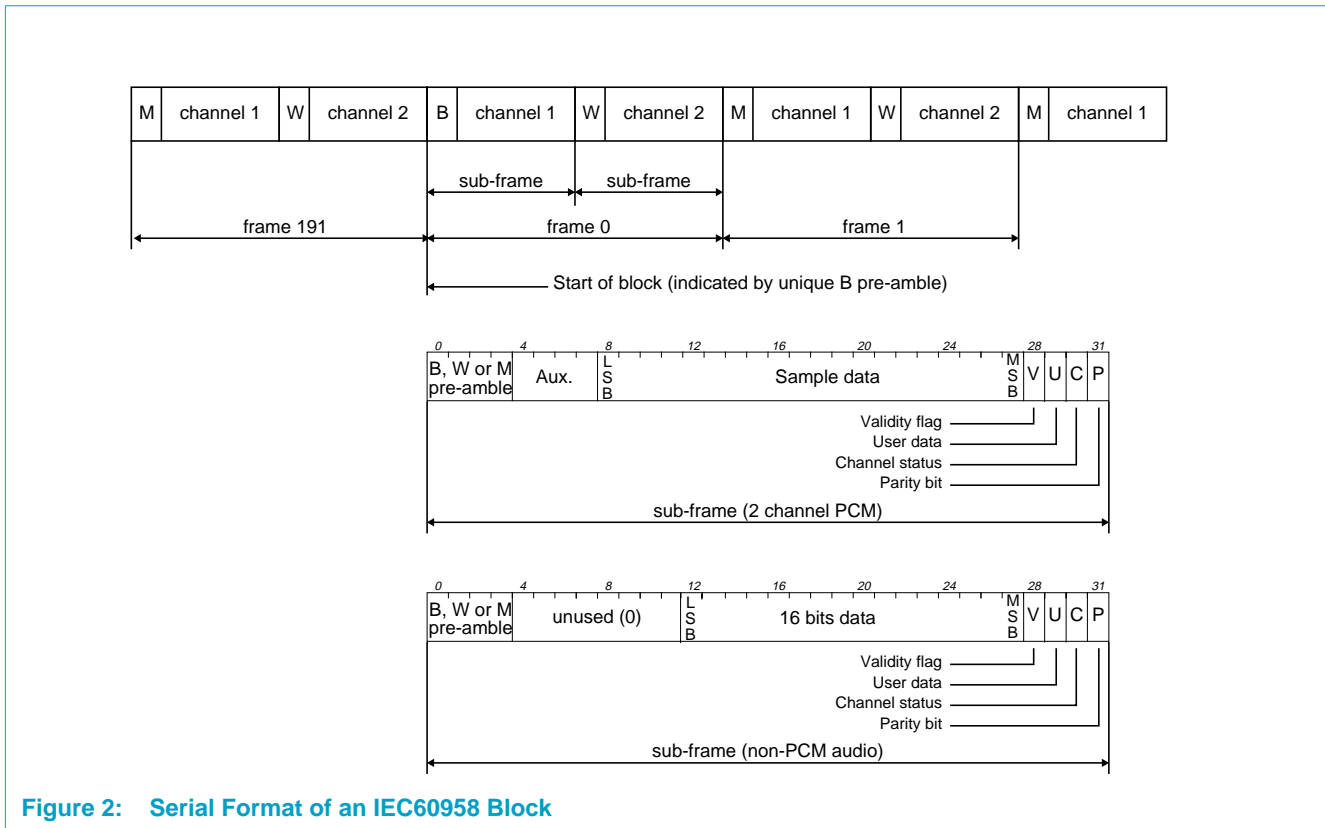 M channel 1 W channel 2 B channel 1 W channel 2 M channel 1 W channel 2 M channel 1
sub-frame sub-frame
frame 191 frame 0 frame 1
Start of block (indicated by unique B pre-amble)
0 4 8 12 16 20 24 28 31
B, W or M pre-amble Aux. LSB Sample data MSB V U C P
Validity flag
User data
Channel status
Parity bit
sub-frame (2 channel PCM)
0 4 8 12 16 20 24 28 31
B, W or M pre-amble unused (0) LSB 16 bits data MSB V U C P
Validity flag
User data
Channel status
Parity bit
sub-frame (non-PCM audio)
Figure 2: Serial Format of an IEC60958 Block